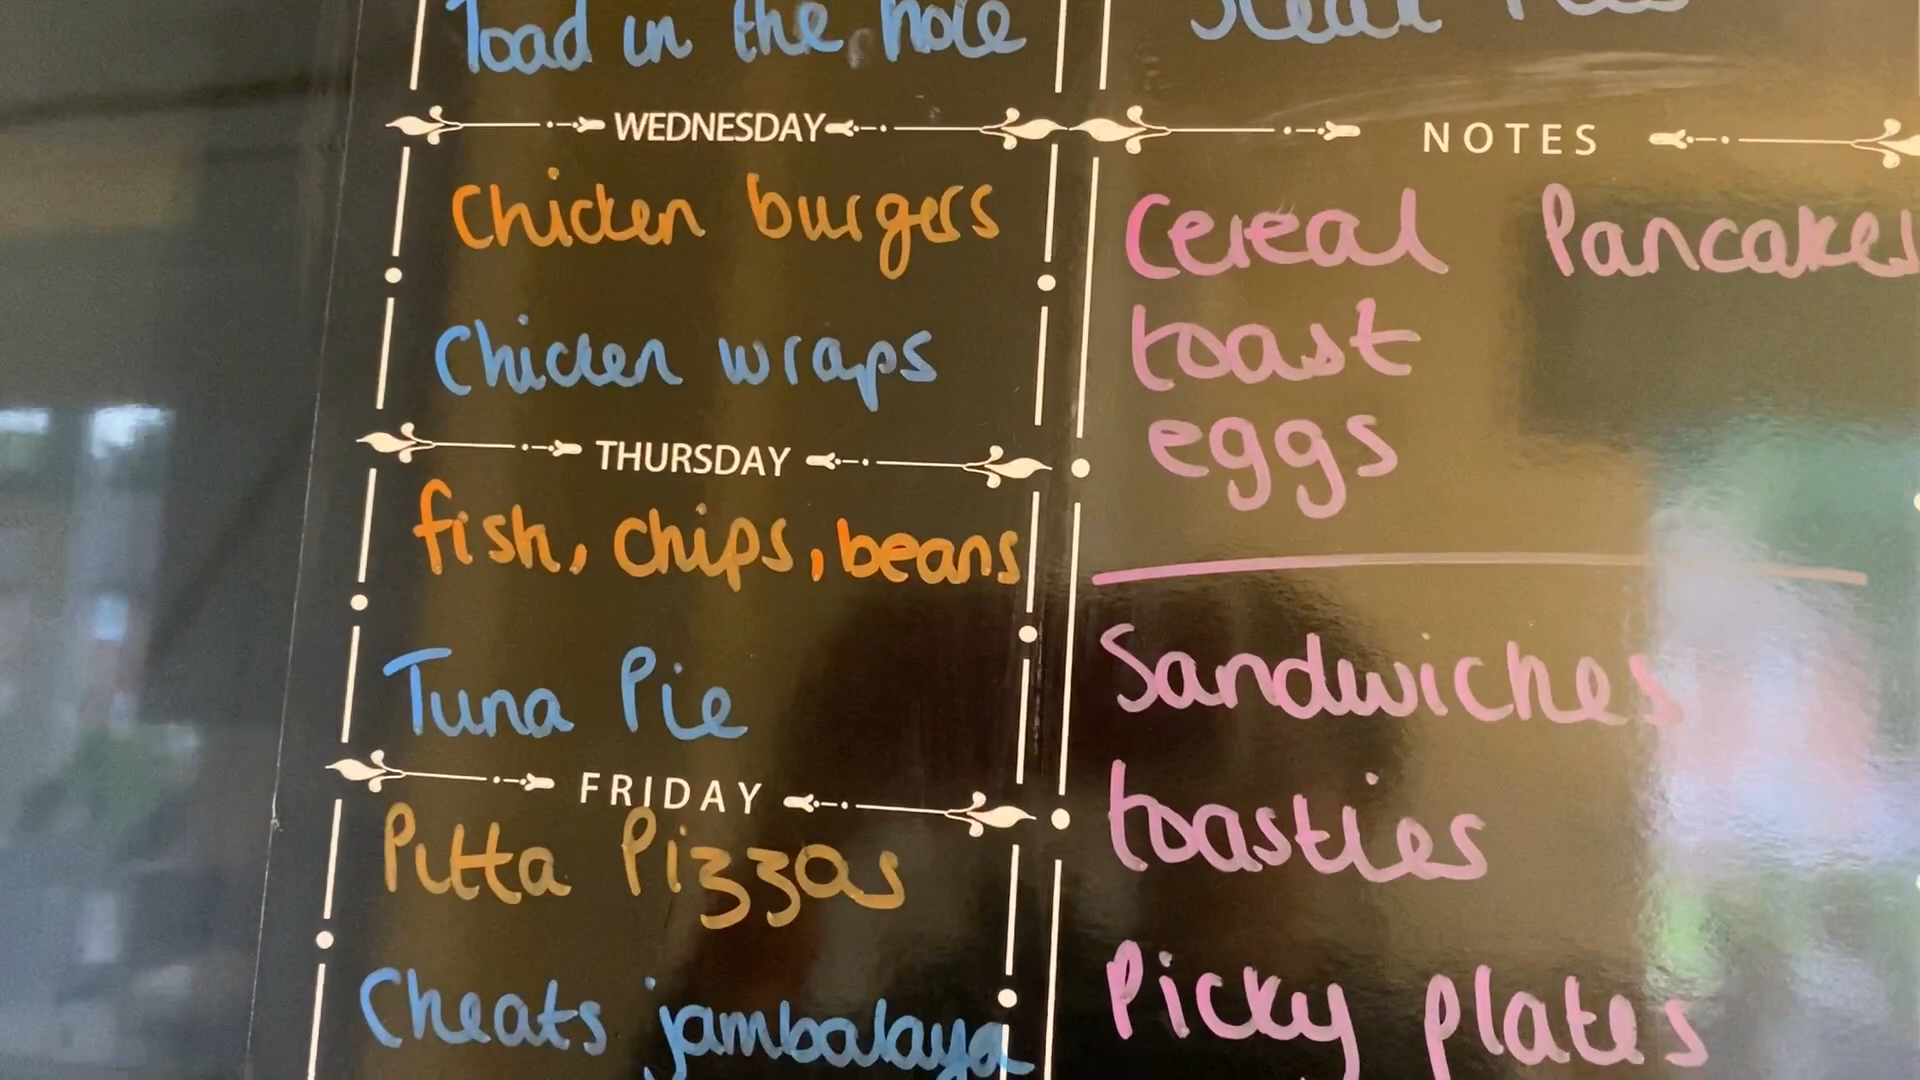 Toad in the hole
WEDNESDAY
Chicken burgers
Chicken wraps
THURSDAY
fish, chips, beans
Tuna Pie
FRIDAY
Pitta Pizzas
Cheats jambalaya
NOTES
Cereal Pancakes
toast
eggs
Sandwiches
toasties
Picky plates